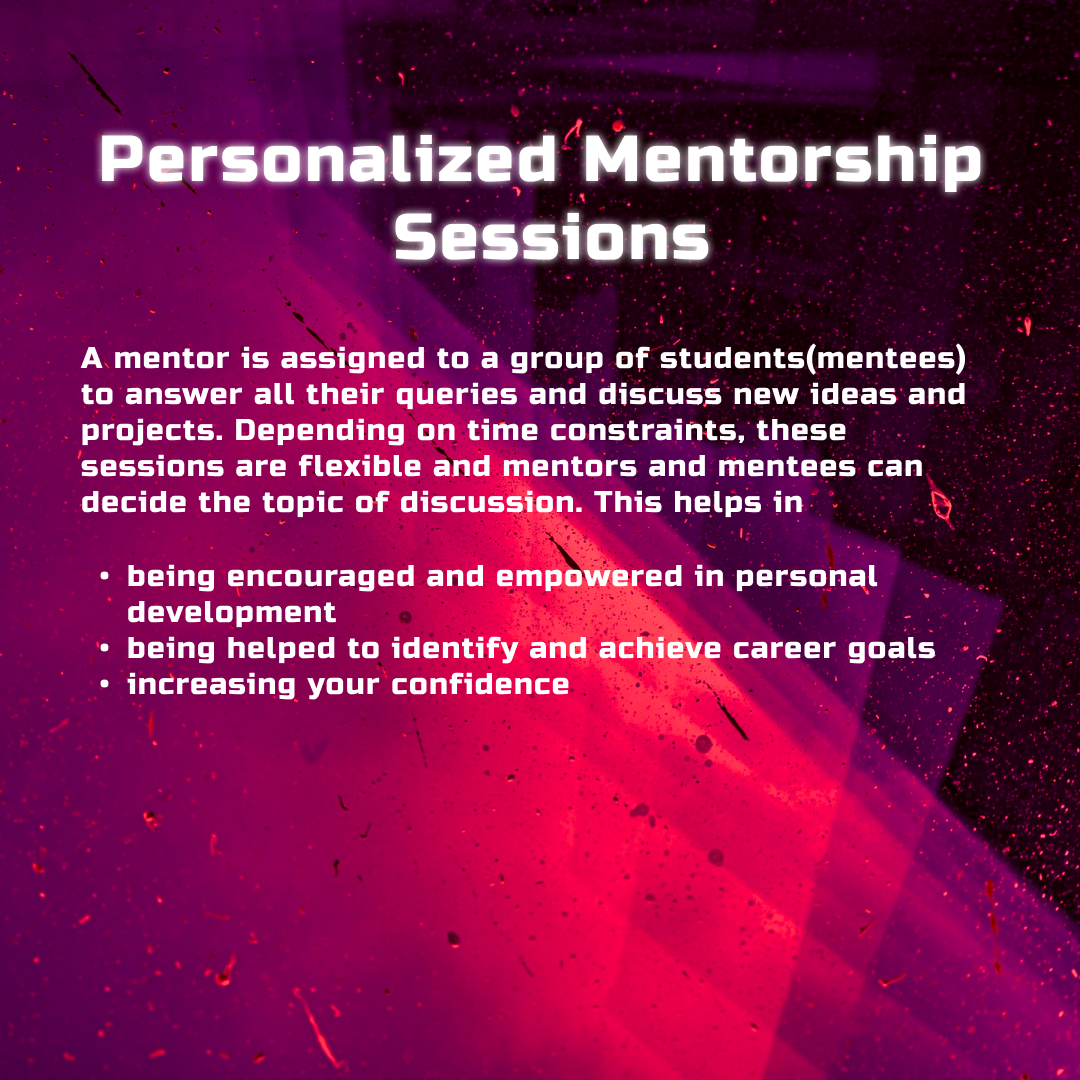 Personalized Mentorship
Sessions
A mentor is assigned to a group of students(mentees)
to answer all their queries and discuss new ideas and
projects. Depending on time constraints, these
sessions are flexible and mentors and mentees can
decide the topic of discussion. This helps in
• being encouraged and empowered in personal
development
• being helped to identify and achieve career goals
• increasing your confidence